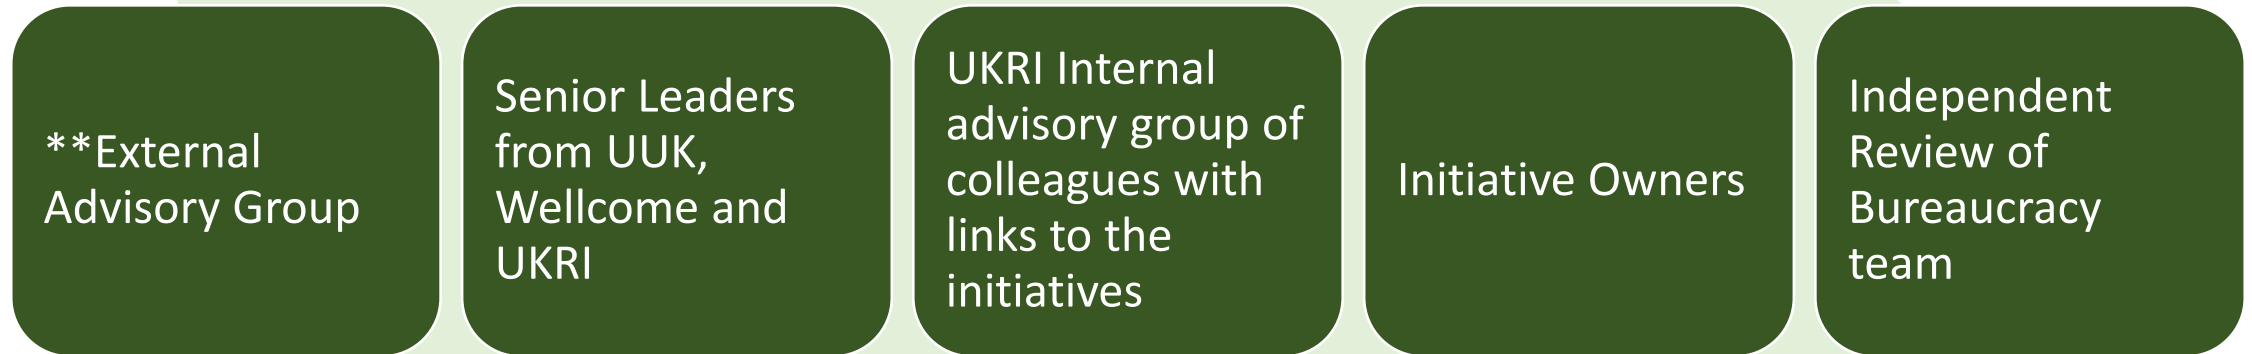 **External
Advisory Group
Senior Leaders
from UUK,
Wellcome and
UKRI
UKRI Internal
advisory group of
colleagues with
links to the
initiatives
Initiative Owners
Independent
Review of
Bureaucracy
team